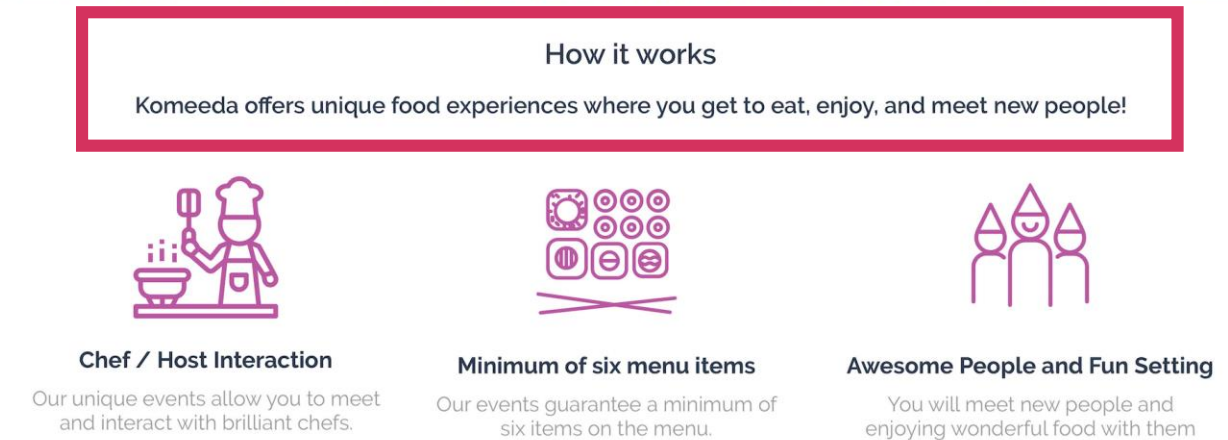 How it works
Komeeda offers unique food experiences where you get to eat, enjoy, and meet new people!
Chef / Host Interaction
Our unique events allow you to meet
and interact with brilliant chefs.
Minimum of six menu items
Our events guarantee a minimum of
six items on the menu.
Awesome People and Fun Setting
You will meet new people and
enjoying wonderful food with them